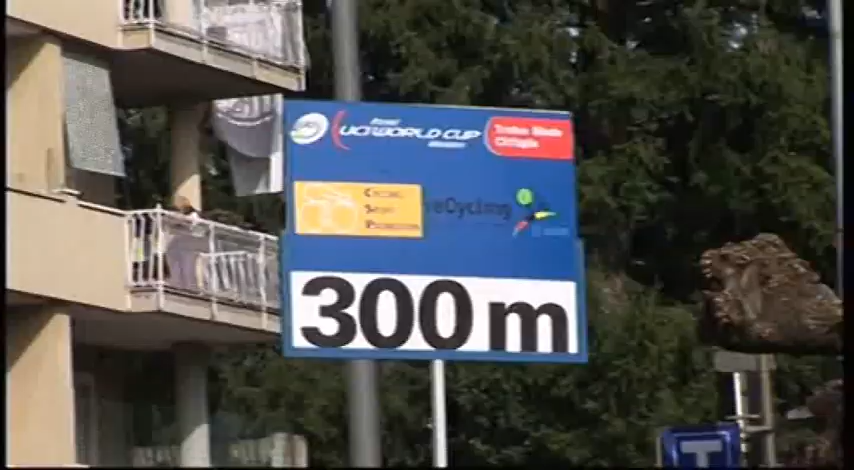 UCI WORLD CUP
Trofeo Binda
Cittiglio
CYCLING
SPORT
PROMOTION
eCycling
300 m
T